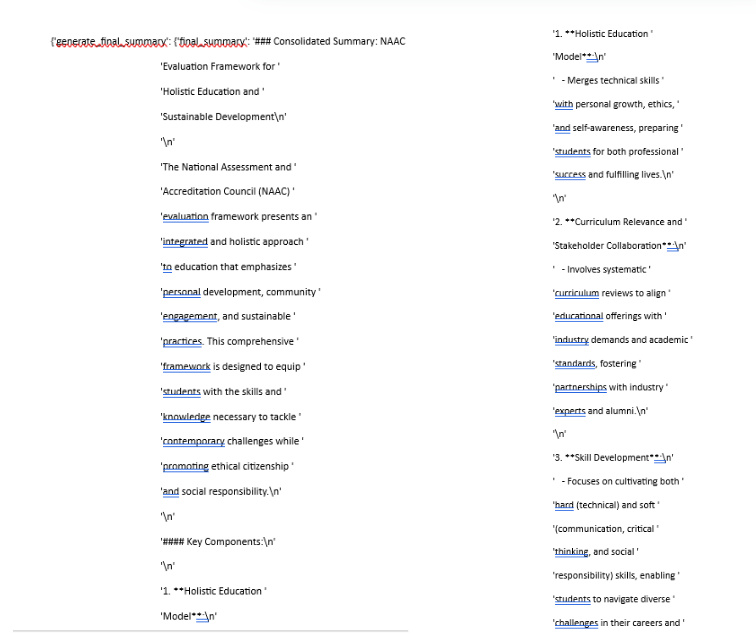 {'generate_final_summary': {'final_summary': '### Consolidated Summary: NAAC
'Evaluation Framework for '
'Holistic Education and '
'Sustainable Development\n'
'\n'
'The National Assessment and '
'Accreditation Council (NAAC) '
'evaluation framework presents an '
'integrated and holistic approach '
'to education that emphasizes '
'personal development, community '
'engagement, and sustainable '
'practices. This comprehensive '
'framework is designed to equip '
'students with the skills and '
'knowledge necessary to tackle '
'contemporary challenges while '
'promoting ethical citizenship '
'and social responsibility.\n'
'\n'
'#### Key Components:\n'
'\n'
'1. **Holistic Education '
'Model**:\n'
'1. **Holistic Education '
'Model**:\n'
'  - Merges technical skills '
'with personal growth, ethics, '
'and self-awareness, preparing '
'students for both professional '
'success and fulfilling lives.\n'
'\n'
'2. **Curriculum Relevance and '
'Stakeholder Collaboration**:\n'
'  - Involves systematic '
'curriculum reviews to align '
'educational offerings with '
'industry demands and academic '
'standards, fostering '
'partnerships with industry '
'experts and alumni.\n'
'\n'
'3. **Skill Development**:\n'
'  - Focuses on cultivating both '
'hard (technical) and soft '
'(communication, critical '
'thinking, and social '
'responsibility) skills, enabling '
'students to navigate diverse '
'challenges in their careers and '